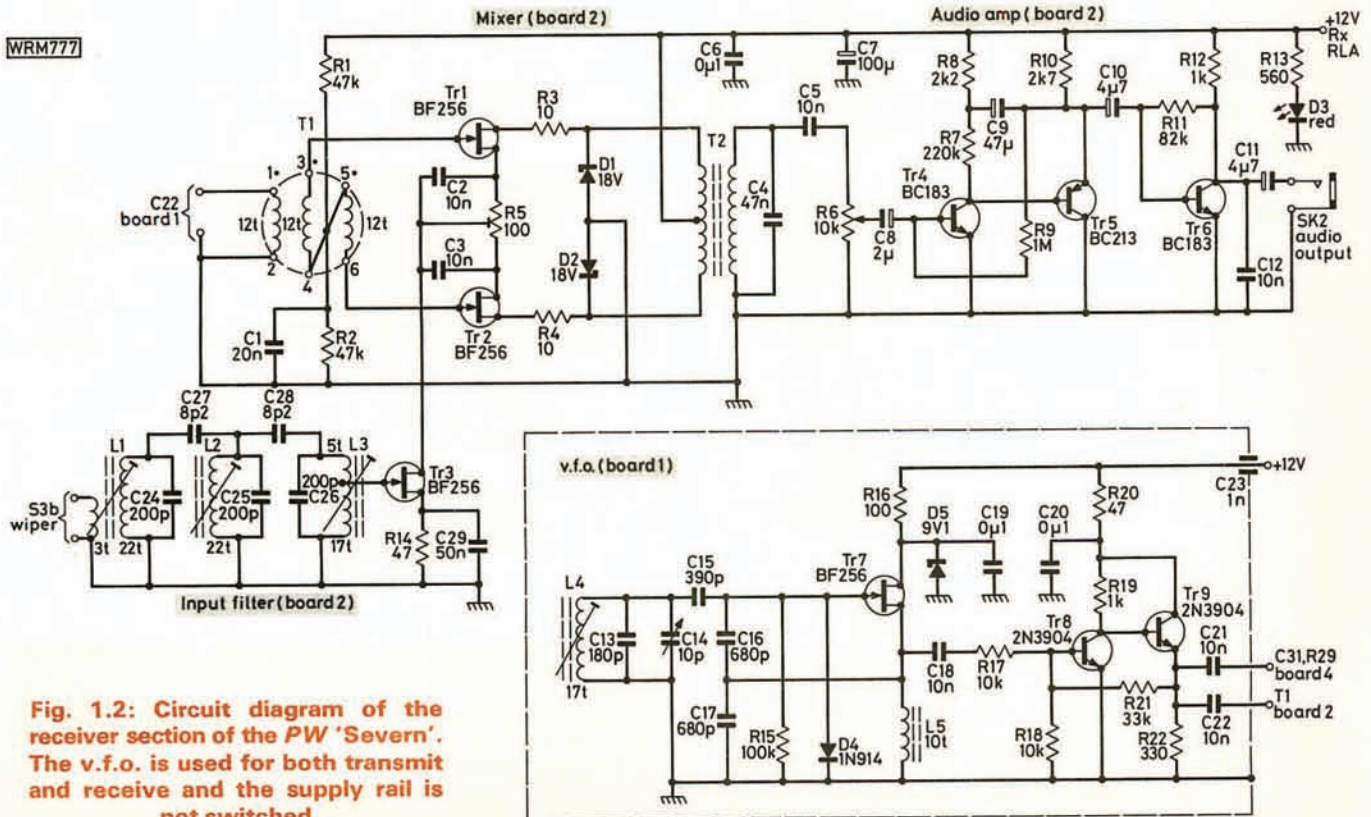 WRM777
Mixer (board 2)
Audio amp (board 2)
+12V
Rx
RLA
R1
47k
Tr1
BF256
R3
10
C6
0µ1
C7
100µ
C5
10n
R8
2k2
R10
2k7
C10
4µ7
R12
1k
R13
560
D3
red
T1
3•
1•
5•
12t
12t
12t
2
4
6
C22
board 1
C2
10n
R5
100
C3
10n
D1
18V
D2
18V
T2
C4
47n
R6
10k
C8
2µ
R7
220k
C9
47µ
Tr4
BC183
R9
1M
Tr5
BC213
R11
82k
Tr6
BC183
C11
4µ7
C12
10n
SK2
audio
output
C1
20n
R2
47k
Tr2
BF256
R4
10
C27
8p2
C28
8p2
L1
L2
5t
L3
S3b
wiper
3t
C24
200p
22t
C25
200p
22t
200p
C26
17t
Tr3
BF256
R14
47
C29
50n
Input filter (board 2)
v.f.o. (board 1)
+12V
C23
1n
R16
100
D5
9V1
C19
0µ1
C20
0µ1
R20
47
Tr7
BF256
R19
1k
Tr9
2N3904
Tr8
2N3904
L4
17t
C13
180p
C14
10p
C15
390p
C16
680p
C17
680p
R15
100k
D4
1N914
C18
10n
R17
10k
L5
10t
R18
10k
R21
33k
R22
330
C21
10n
C31,R29
board 4
C22
10n
T1
board 2
Fig. 1.2: Circuit diagram of the
receiver section of the PW 'Severn'.
The v.f.o. is used for both transmit
and receive and the supply rail is
not switched